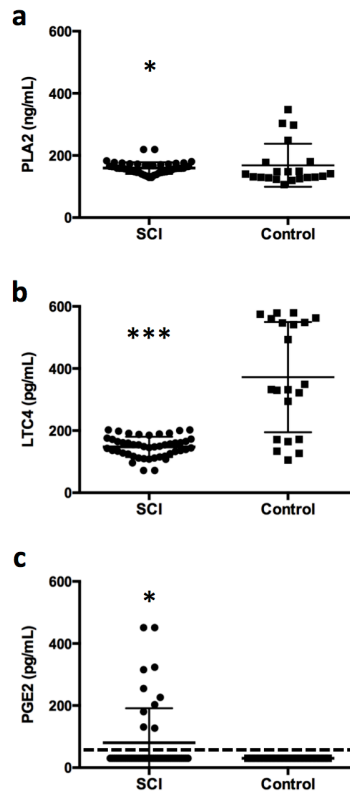 a
600
400
200
0
PLA2 (ng/mL)
*
SCI
Control
b
600
400
200
0
LTC4 (pg/mL)
***
SCI
Control
c
600
400
200
0
PGE2 (pg/mL)
*
SCI
Control